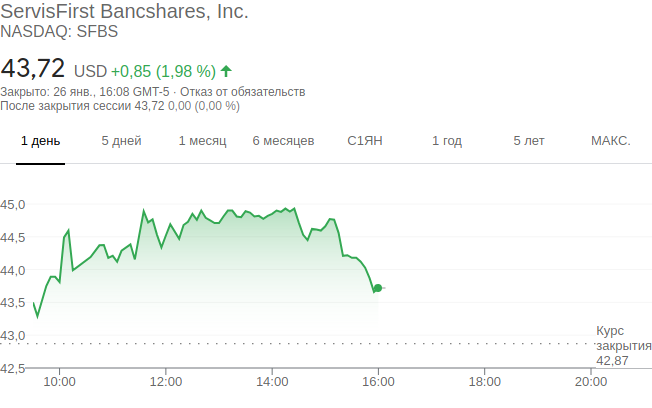 ServisFirst Bancshares, Inc.
NASDAQ: SFBS
43,72 USD +0,85 (1,98 %)
Закрыто: 26 янв., 16:08 GMT-5 · Отказ от обязательств
После закрытия сессии 43,72 0,00 (0,00 %)
1 день 5 дней 1 месяц 6 месяцев С1ЯН 1 год 5 лет МАКС.
45,0
44,5
44,0
43,5
43,0
Курс
закрытия
42,87
42,5
10:00 12:00 14:00 16:00 18:00 20:00